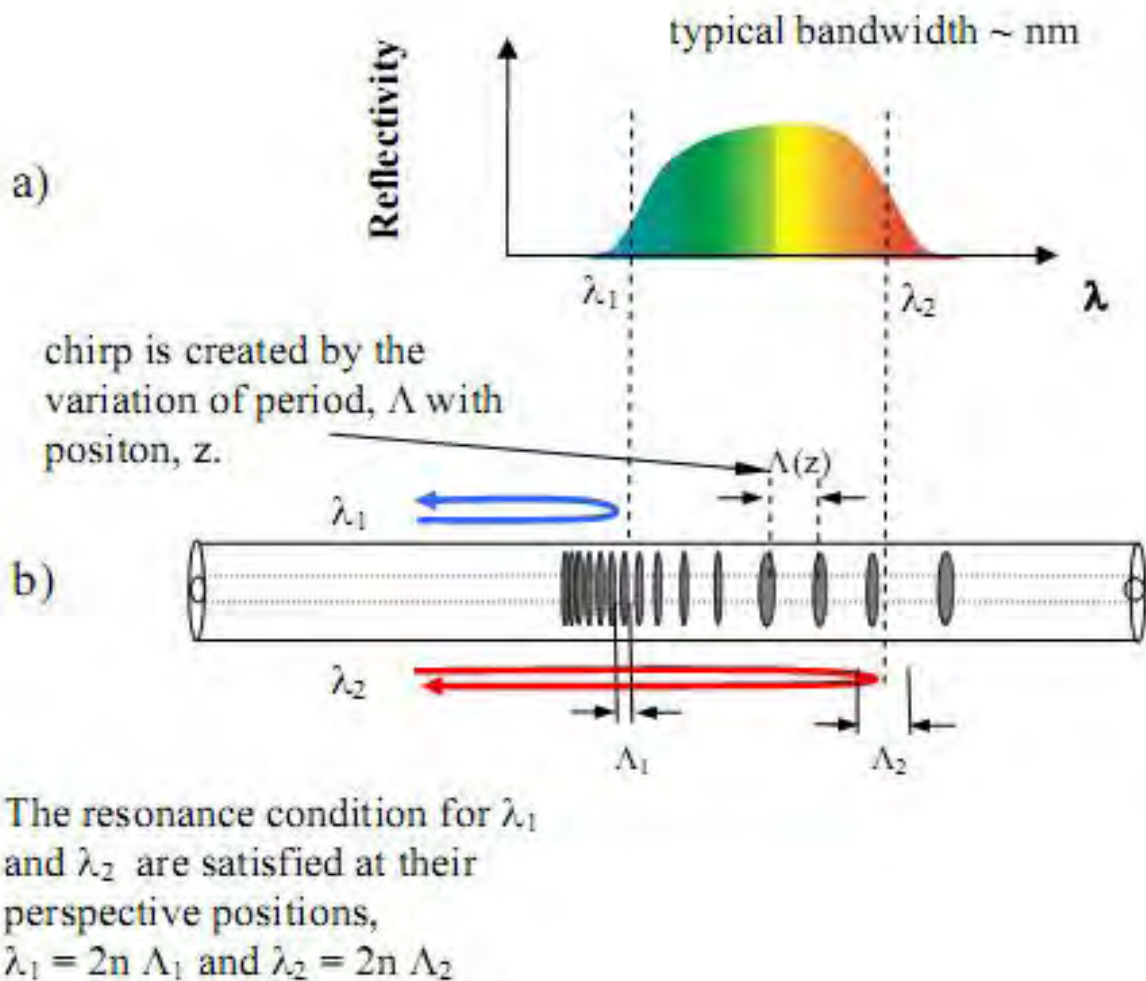 typical bandwidth ~ nm
Reflectivity
a)
λ₁
λ₂
λ
chirp is created by the
variation of period, Λ with
positon, z.
Λ(z)
λ₁
b)
λ₂
Λ₁
Λ₂
The resonance condition for λ₁
and λ₂ are satisfied at their
perspective positions,
λ₁ = 2n Λ₁ and λ₂ = 2n Λ₂